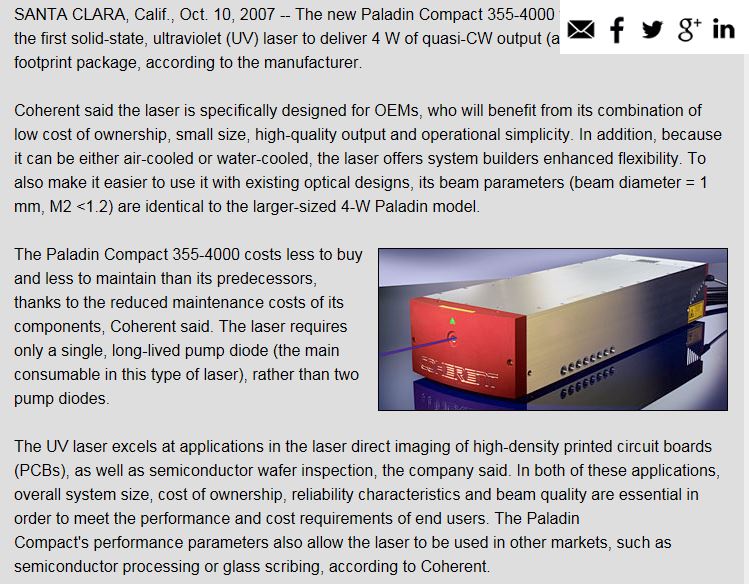 SANTA CLARA, Calif., Oct. 10, 2007 -- The new Paladin Compact 355-4000
the first solid-state, ultraviolet (UV) laser to deliver 4 W of quasi-CW output (a
footprint package, according to the manufacturer.
Coherent said the laser is specifically designed for OEMs, who will benefit from its combination of
low cost of ownership, small size, high-quality output and operational simplicity. In addition, because
it can be either air-cooled or water-cooled, the laser offers system builders enhanced flexibility. To
also make it easier to use it with existing optical designs, its beam parameters (beam diameter = 1
mm, M2 <1.2) are identical to the larger-sized 4-W Paladin model.
The Paladin Compact 355-4000 costs less to buy
and less to maintain than its predecessors,
thanks to the reduced maintenance costs of its
components, Coherent said. The laser requires
only a single, long-lived pump diode (the main
consumable in this type of laser), rather than two
pump diodes.
The UV laser excels at applications in the laser direct imaging of high-density printed circuit boards
(PCBs), as well as semiconductor wafer inspection, the company said. In both of these applications,
overall system size, cost of ownership, reliability characteristics and beam quality are essential in
order to meet the performance and cost requirements of end users. The Paladin
Compact's performance parameters also allow the laser to be used in other markets, such as
semiconductor processing or glass scribing, according to Coherent.